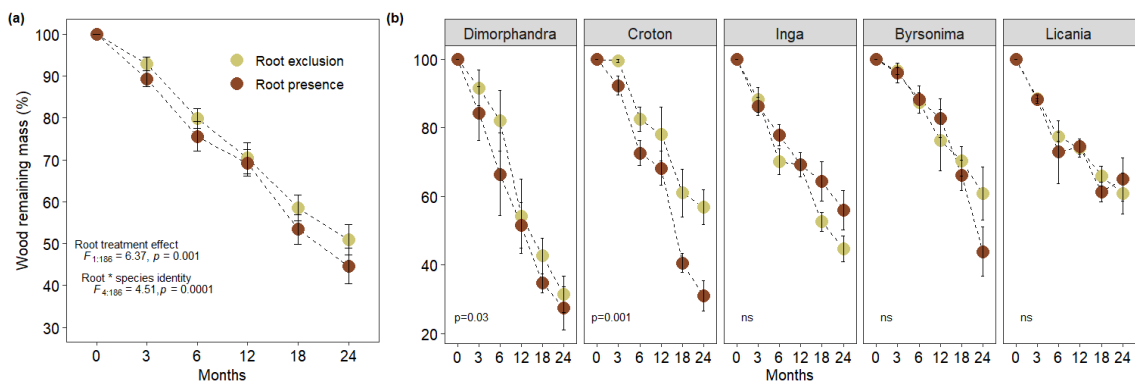 (a)
Wood remaining mass (%)
100
90
80
70
60
50
40
30
Root exclusion
Root presence
Root treatment effect
F1:186 = 6.37, p = 0.001
Root * species identity
F4:186 = 4.51, p = 0.0001
0 3 6 12 18 24
Months
(b)
Dimorphandra Croton Inga Byrsonima Licania
100
80
60
40
20
p=0.03 p=0.001 ns ns ns
0 3 6 12 18 24 0 3 6 12 18 24 0 3 6 12 18 24 0 3 6 12 18 24 0 3 6 12 18 24
Months